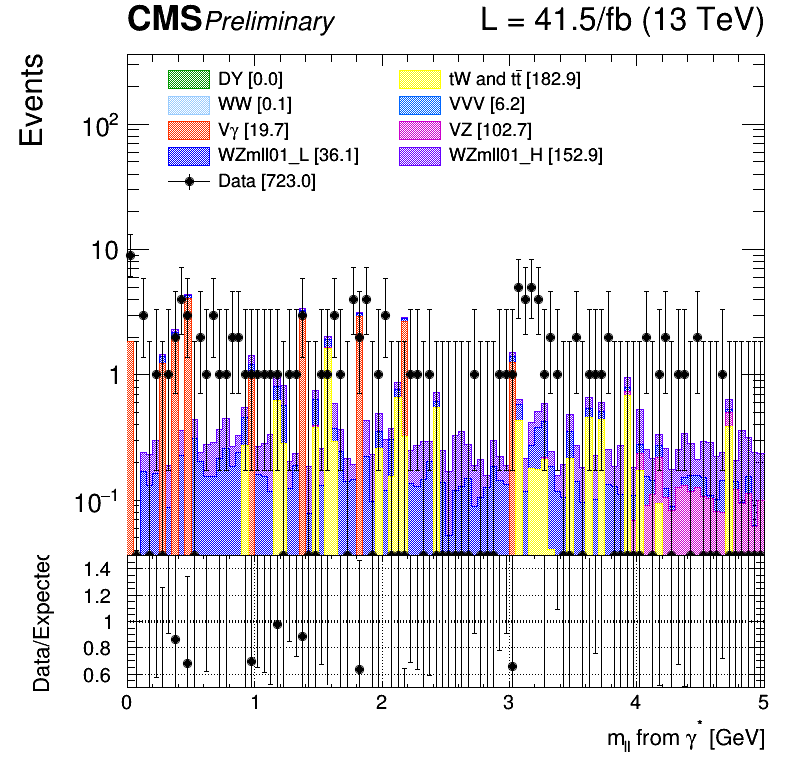 CMS Preliminary L = 41.5/fb (13 TeV)
Events
DY [0.0] tW and tt̄ [182.9]
WW [0.1] VVV [6.2]
Vγ [19.7] VZ [102.7]
WZmll01_L [36.1] WZmll01_H [152.9]
Data [723.0]
10²
10
1
10⁻¹
Data/Expected
1.4
1.2
1
0.8
0.6
0 1 2 3 4 5
m_ll from γ* [GeV]